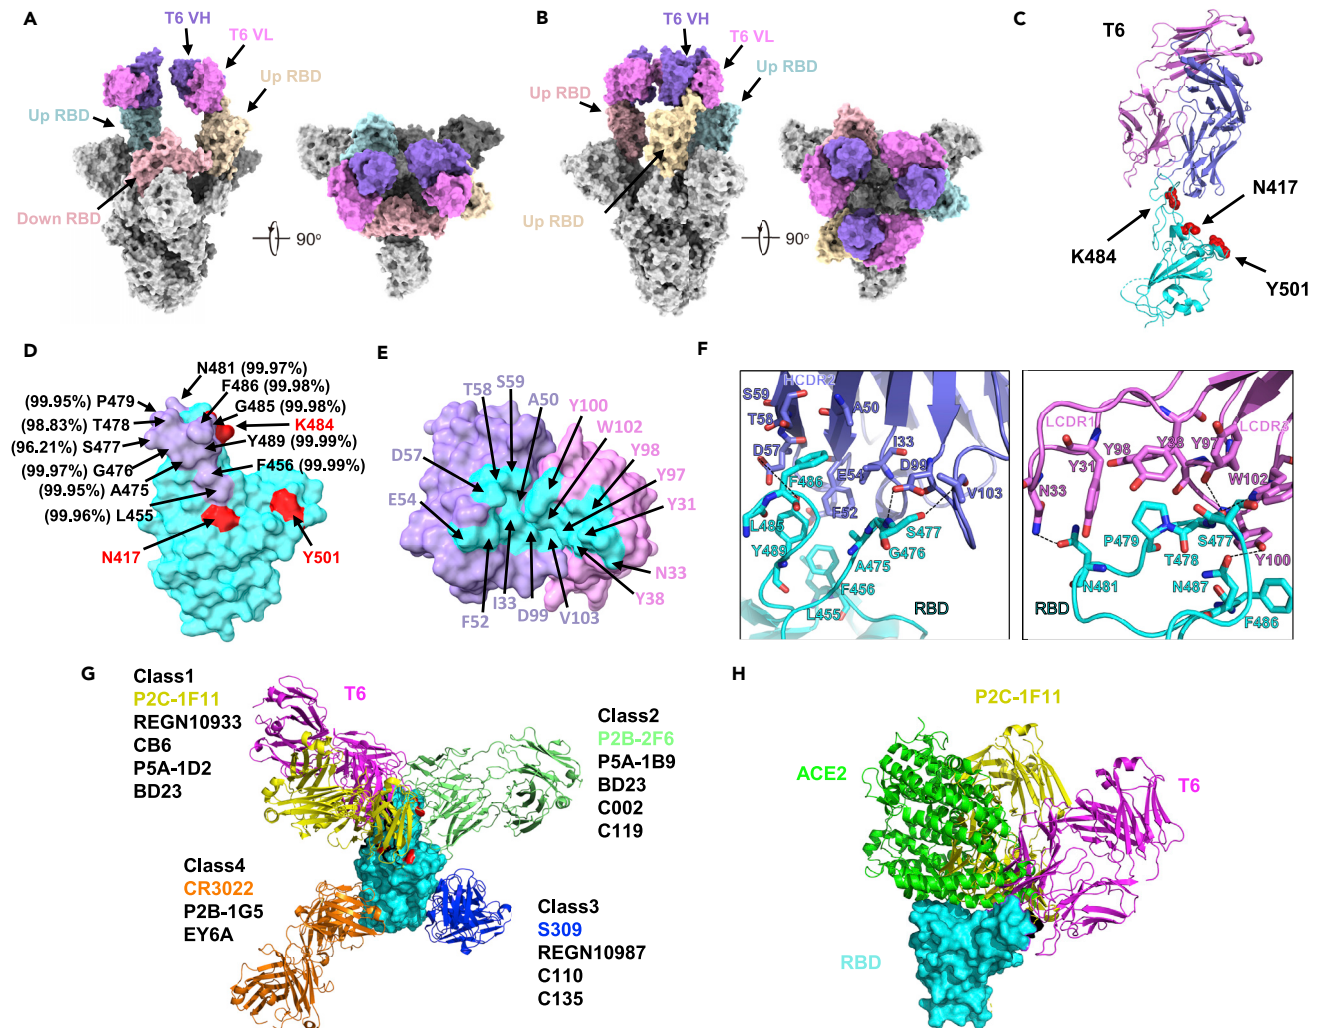 A
T6 VH
T6 VL
Up RBD
Up RBD
Down RBD
90°
B
T6 VH
T6 VL
Up RBD
Up RBD
Up RBD
90°
C
T6
N417
K484
Y501
D
N481 (99.97%)
F486 (99.98%)
(99.95%) P479
G485 (99.98%)
(98.83%) T478
K484
(96.21%) S477
Y489 (99.99%)
(99.97%) G476
F456 (99.99%)
(99.95%) A475
(99.96%) L455
N417
Y501
E
S59
T58
A50
Y100
W102
Y98
D57
Y97
Y31
E54
N33
Y38
F52
I33
D99
V103
F
S59
HCDR2
T58
A50
D57
I33
F486
E54
D99
V103
F52
L485
S477
Y489
G476
A475
F456
L455
RBD
LCDR1
Y98
Y38
Y97
LCDR3
Y31
W102
N33
P479
S477
T478
Y100
N481
N487
RBD
F486
G
Class1
P2C-1F11
REGN10933
CB6
P5A-1D2
BD23
T6
Class2
P2B-2F6
P5A-1B9
BD23
C002
C119
Class4
CR3022
P2B-1G5
EY6A
Class3
S309
REGN10987
C110
C135
H
P2C-1F11
ACE2
T6
RBD